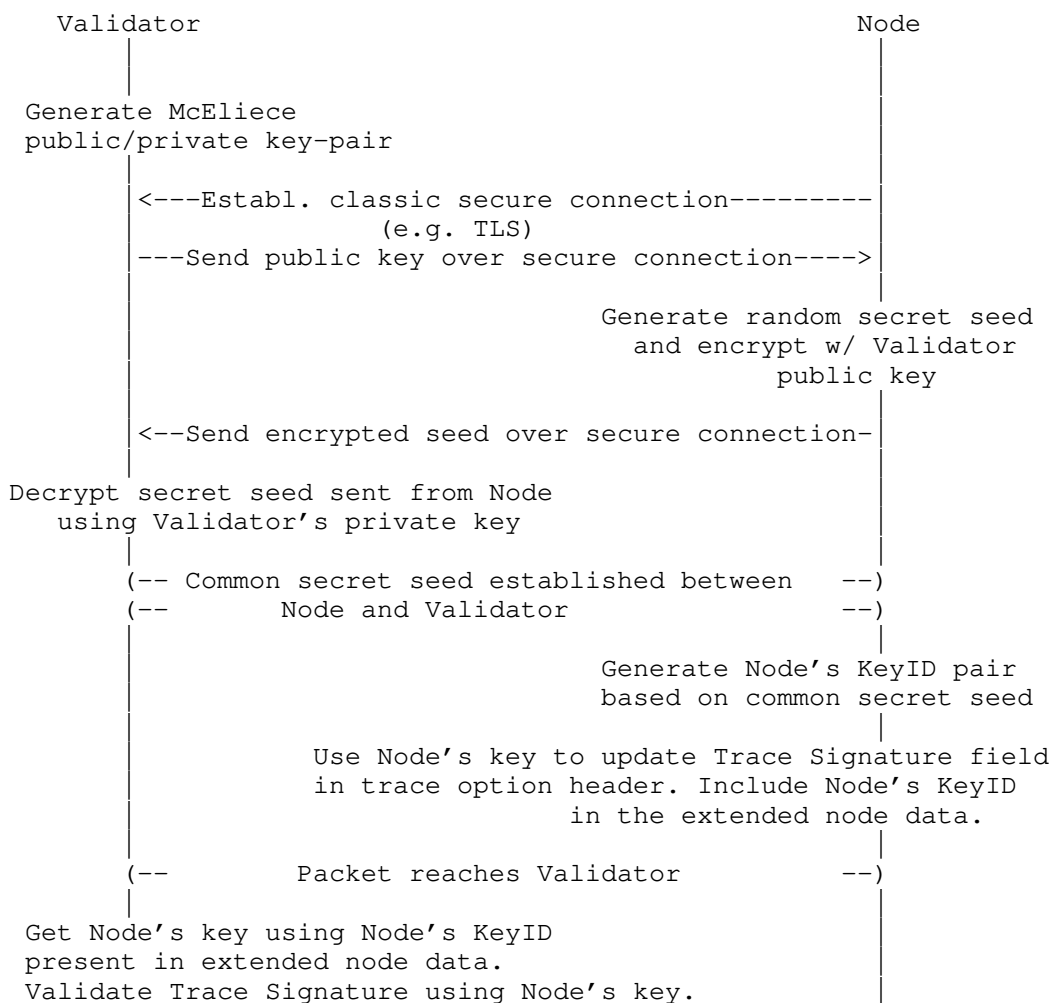 Validator Node
Generate McEliece
public/private key-pair
<---Establ. classic secure connection---------
(e.g. TLS)
---Send public key over secure connection---->
Generate random secret seed
and encrypt w/ Validator
public key
<--Send encrypted seed over secure connection-
Decrypt secret seed sent from Node
using Validator's private key
(-- Common secret seed established between --)
(-- Node and Validator --)
Generate Node's KeyID pair
based on common secret seed
Use Node's key to update Trace Signature field
in trace option header. Include Node's KeyID
in the extended node data.
(-- Packet reaches Validator --)
Get Node's key using Node's KeyID
present in extended node data.
Validate Trace Signature using Node's key.